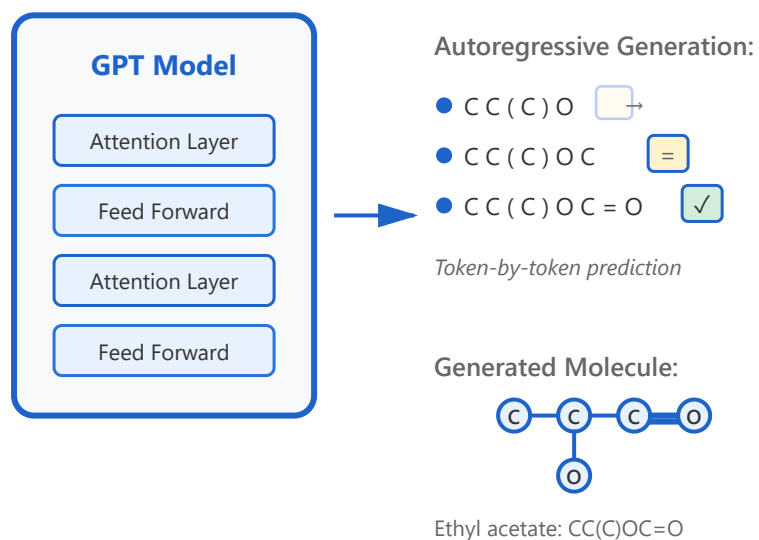 GPT Model
Attention Layer
Feed Forward
Attention Layer
Feed Forward
Autoregressive Generation:
C C ( C ) O →
C C ( C ) O C =
C C ( C ) O C = O ✓
Token-by-token prediction
Generated Molecule:
C C C O
O
Ethyl acetate: CC(C)OC=O